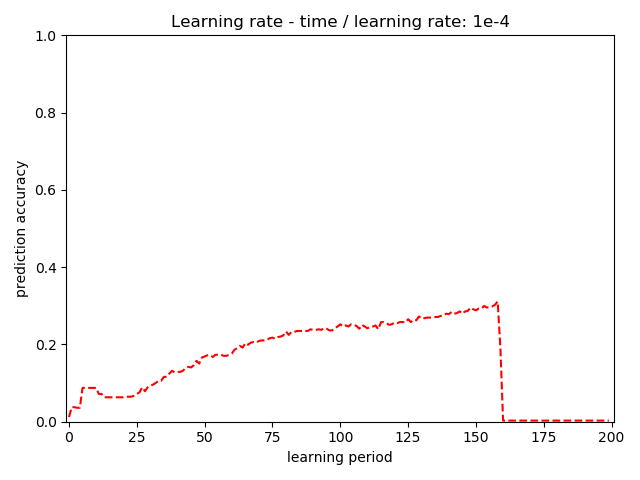 Learning rate - time / learning rate: 1e-4
1.0
0.8
0.6
0.4
0.2
0.0
prediction accuracy
0 25 50 75 100 125 150 175 200
learning period